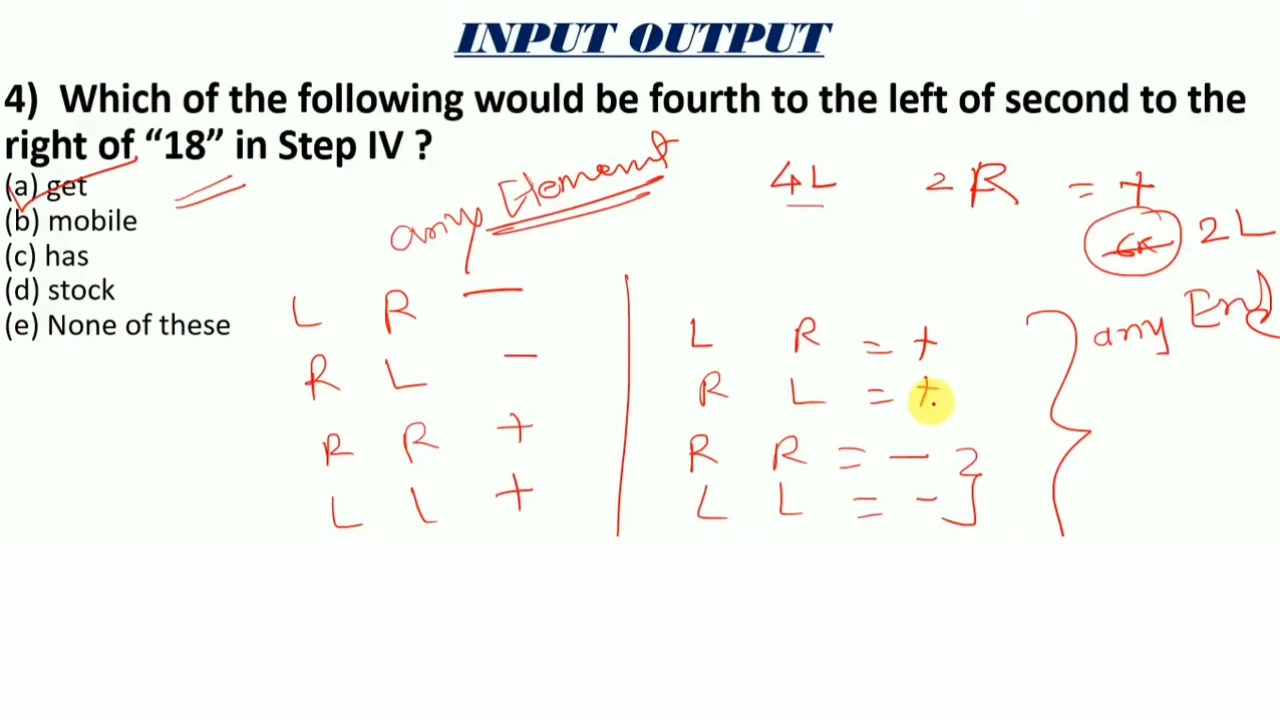 INPUT OUTPUT
4) Which of the following would be fourth to the left of second to the
right of “18” in Step IV ?
(a) get
(b) mobile
(c) has
(d) stock
(e) None of these
any Element
4L 2R = +
2L
L R −
R L −
R R +
L L +
L R = +
R L = +
R R = −
L L = −
any End